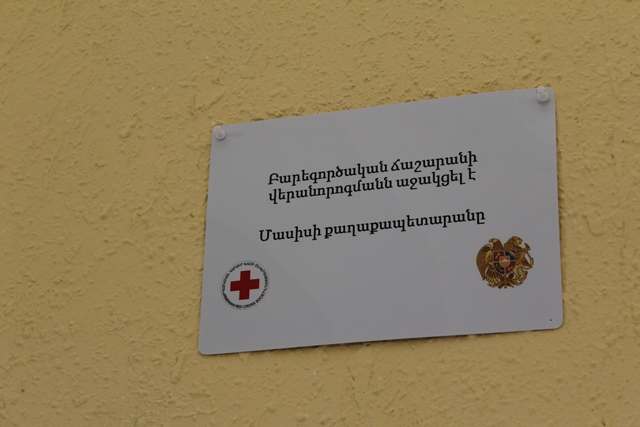 Բարեգործական ճաշարանի
վերանորոգմանն աջակցել է
Մասիսի քաղաքապետարանը